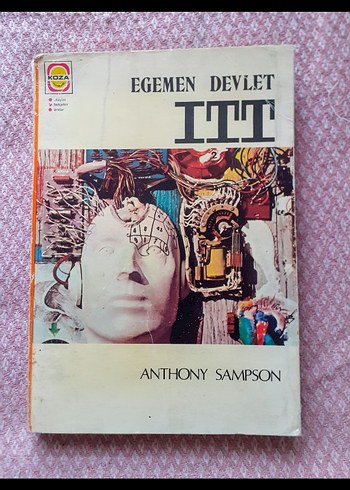 KOZA
EGEMEN DEVLET
ITT
ANTHONY SAMPSON